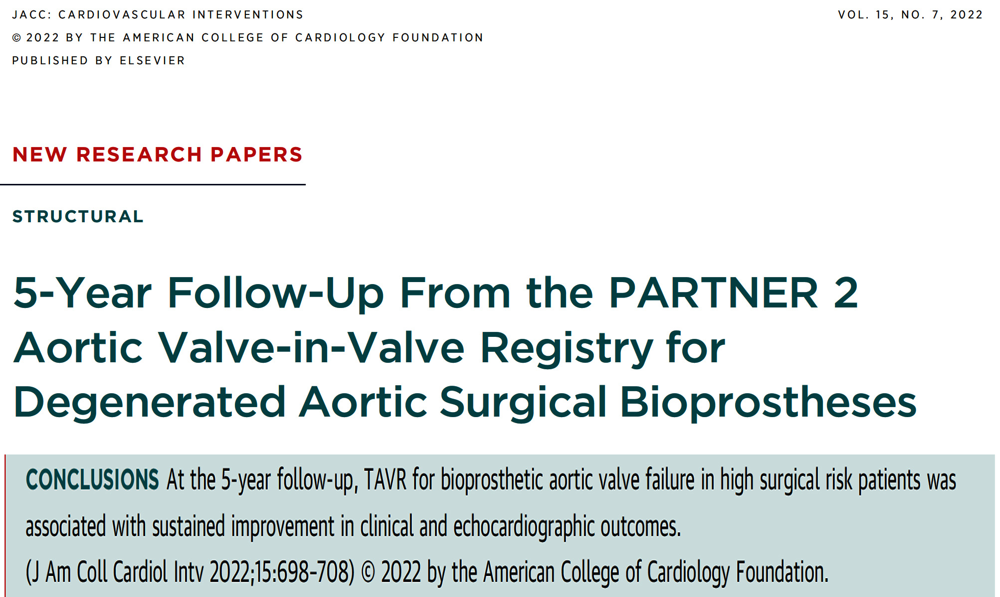 JACC: CARDIOVASCULAR INTERVENTIONS
VOL. 15, NO. 7, 2022
© 2022 BY THE AMERICAN COLLEGE OF CARDIOLOGY FOUNDATION
PUBLISHED BY ELSEVIER
NEW RESEARCH PAPERS
STRUCTURAL
5-Year Follow-Up From the PARTNER 2
Aortic Valve-in-Valve Registry for
Degenerated Aortic Surgical Bioprostheses
CONCLUSIONS At the 5-year follow-up, TAVR for bioprosthetic aortic valve failure in high surgical risk patients was
associated with sustained improvement in clinical and echocardiographic outcomes.
(J Am Coll Cardiol Intv 2022;15:698–708) © 2022 by the American College of Cardiology Foundation.